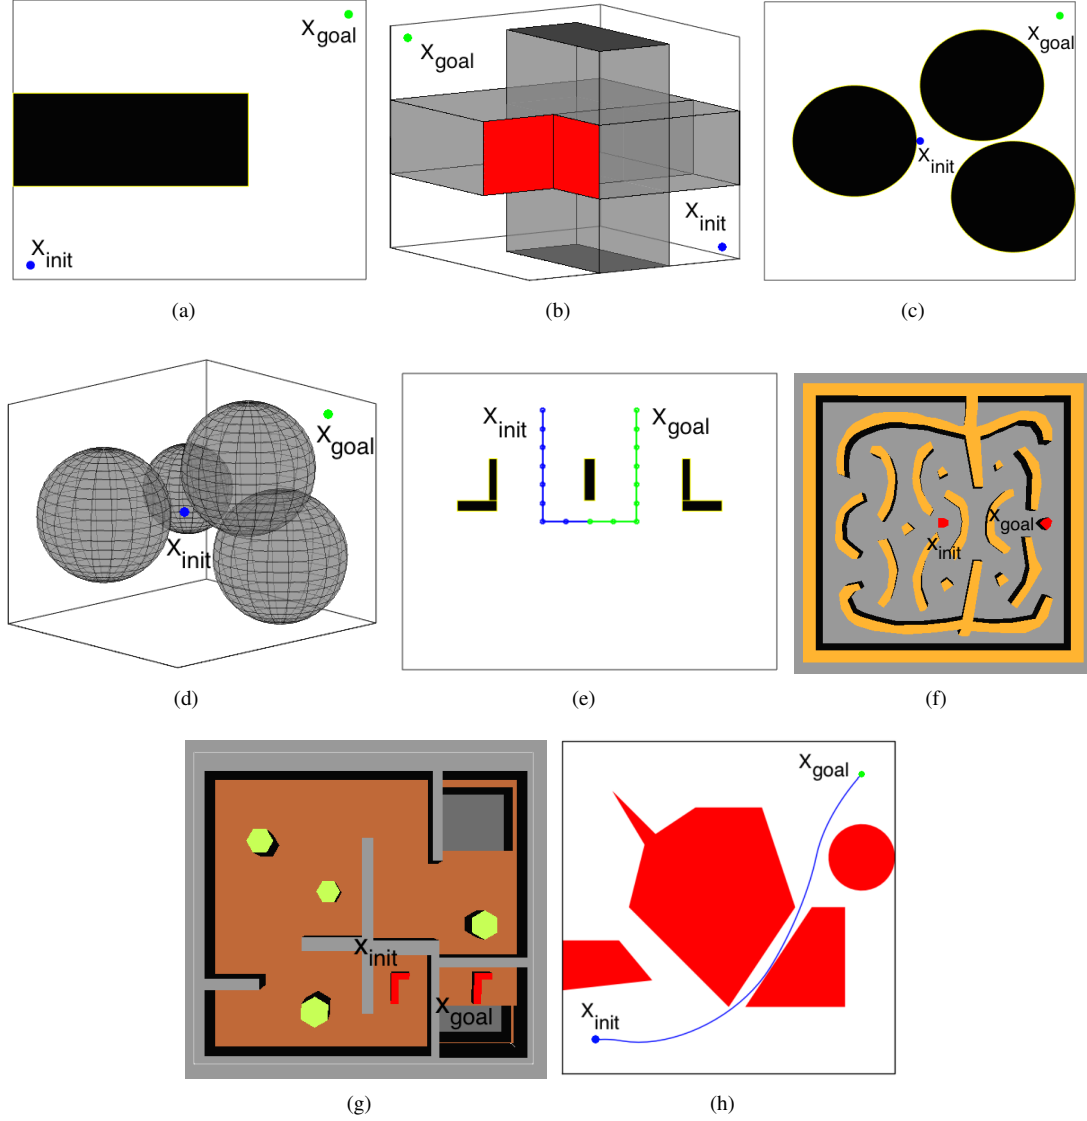 X_goal
X_init
(a)
X_goal
X_init
(b)
X_goal
X_init
(c)
X_goal
X_init
(d)
X_init X_goal
(e)
X_goal
X_init
(f)
X_init
X_goal
(g)
X_goal
X_init
(h)